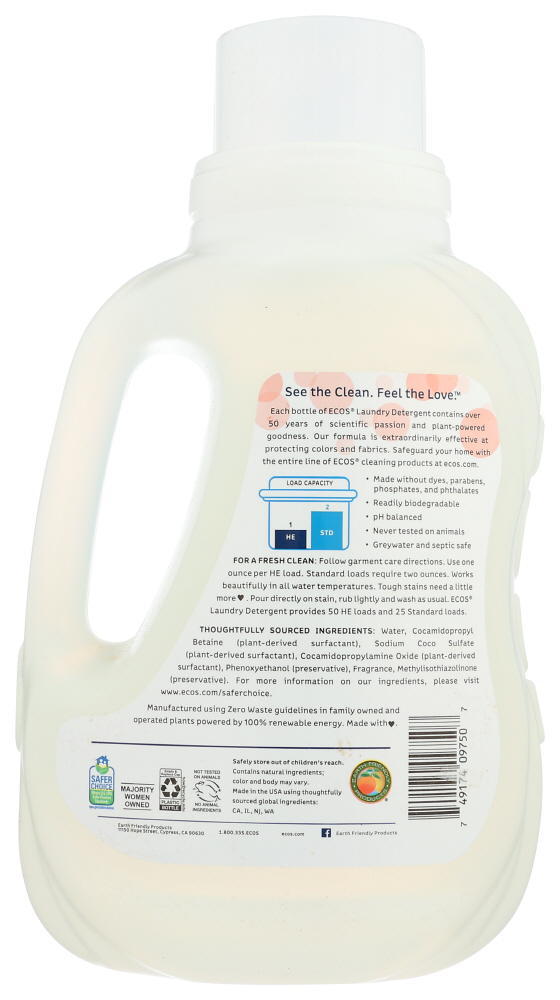 See the Clean. Feel the Love.™
Each bottle of ECOS® Laundry Detergent contains over
50 years of scientific passion and plant-powered
goodness. Our formula is extraordinarily effective at
protecting colors and fabrics. Safeguard your home with
the entire line of ECOS® cleaning products at ecos.com.
LOAD CAPACITY
1
HE
2
STD
• Made without dyes, parabens,
phosphates, and phthalates
• Readily biodegradable
• pH balanced
• Never tested on animals
• Greywater and septic safe
FOR A FRESH CLEAN: Follow garment care directions. Use one
ounce per HE load. Standard loads require two ounces. Works
beautifully in all water temperatures. Tough stains need a little
more ♥. Pour directly on stain, rub lightly and wash as usual. ECOS®
Laundry Detergent provides 50 HE loads and 25 Standard loads.
THOUGHTFULLY SOURCED INGREDIENTS: Water, Cocamidopropyl
Betaine (plant-derived surfactant), Sodium Coco Sulfate
(plant-derived surfactant), Cocamidopropylamine Oxide (plant-derived
surfactant), Phenoxyethanol (preservative), Fragrance, Methylisothiazolinone
(preservative). For more information on our ingredients, please visit
www.ecos.com/saferchoice.
Manufactured using Zero Waste guidelines in family owned and
operated plants powered by 100% renewable energy. Made with ♥.
SAFER
CHOICE
MAJORITY
WOMEN
OWNED
PLASTIC
BOTTLE
NOT TESTED
ON ANIMALS
NO ANIMAL
INGREDIENTS
Safely store out of children's reach.
Contains natural ingredients;
color and body may vary.
Made in the USA using thoughtfully
sourced global ingredients:
CA, IL, NJ, WA
EARTH FRIENDLY
PRODUCTS
7 49174 09750 7
Earth Friendly Products
11150 Hope Street, Cypress, CA 90630
1.800.335.ECOS
ecos.com
Earth Friendly Products